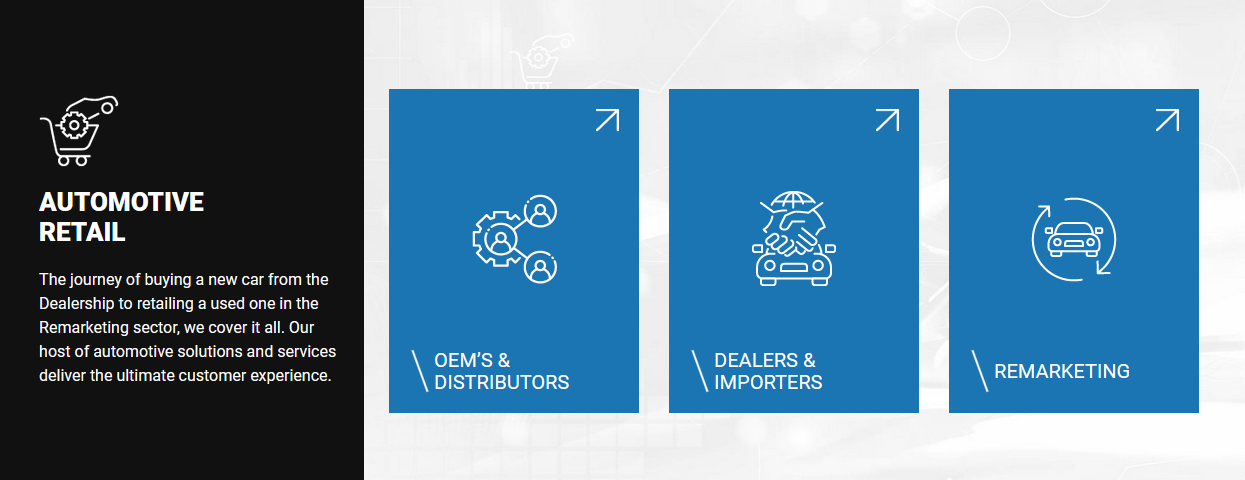 AUTOMOTIVE
RETAIL
The journey of buying a new car from the
Dealership to retailing a used one in the
Remarketing sector, we cover it all. Our
host of automotive solutions and services
deliver the ultimate customer experience.
OEM’S &
DISTRIBUTORS
DEALERS &
IMPORTERS
REMARKETING